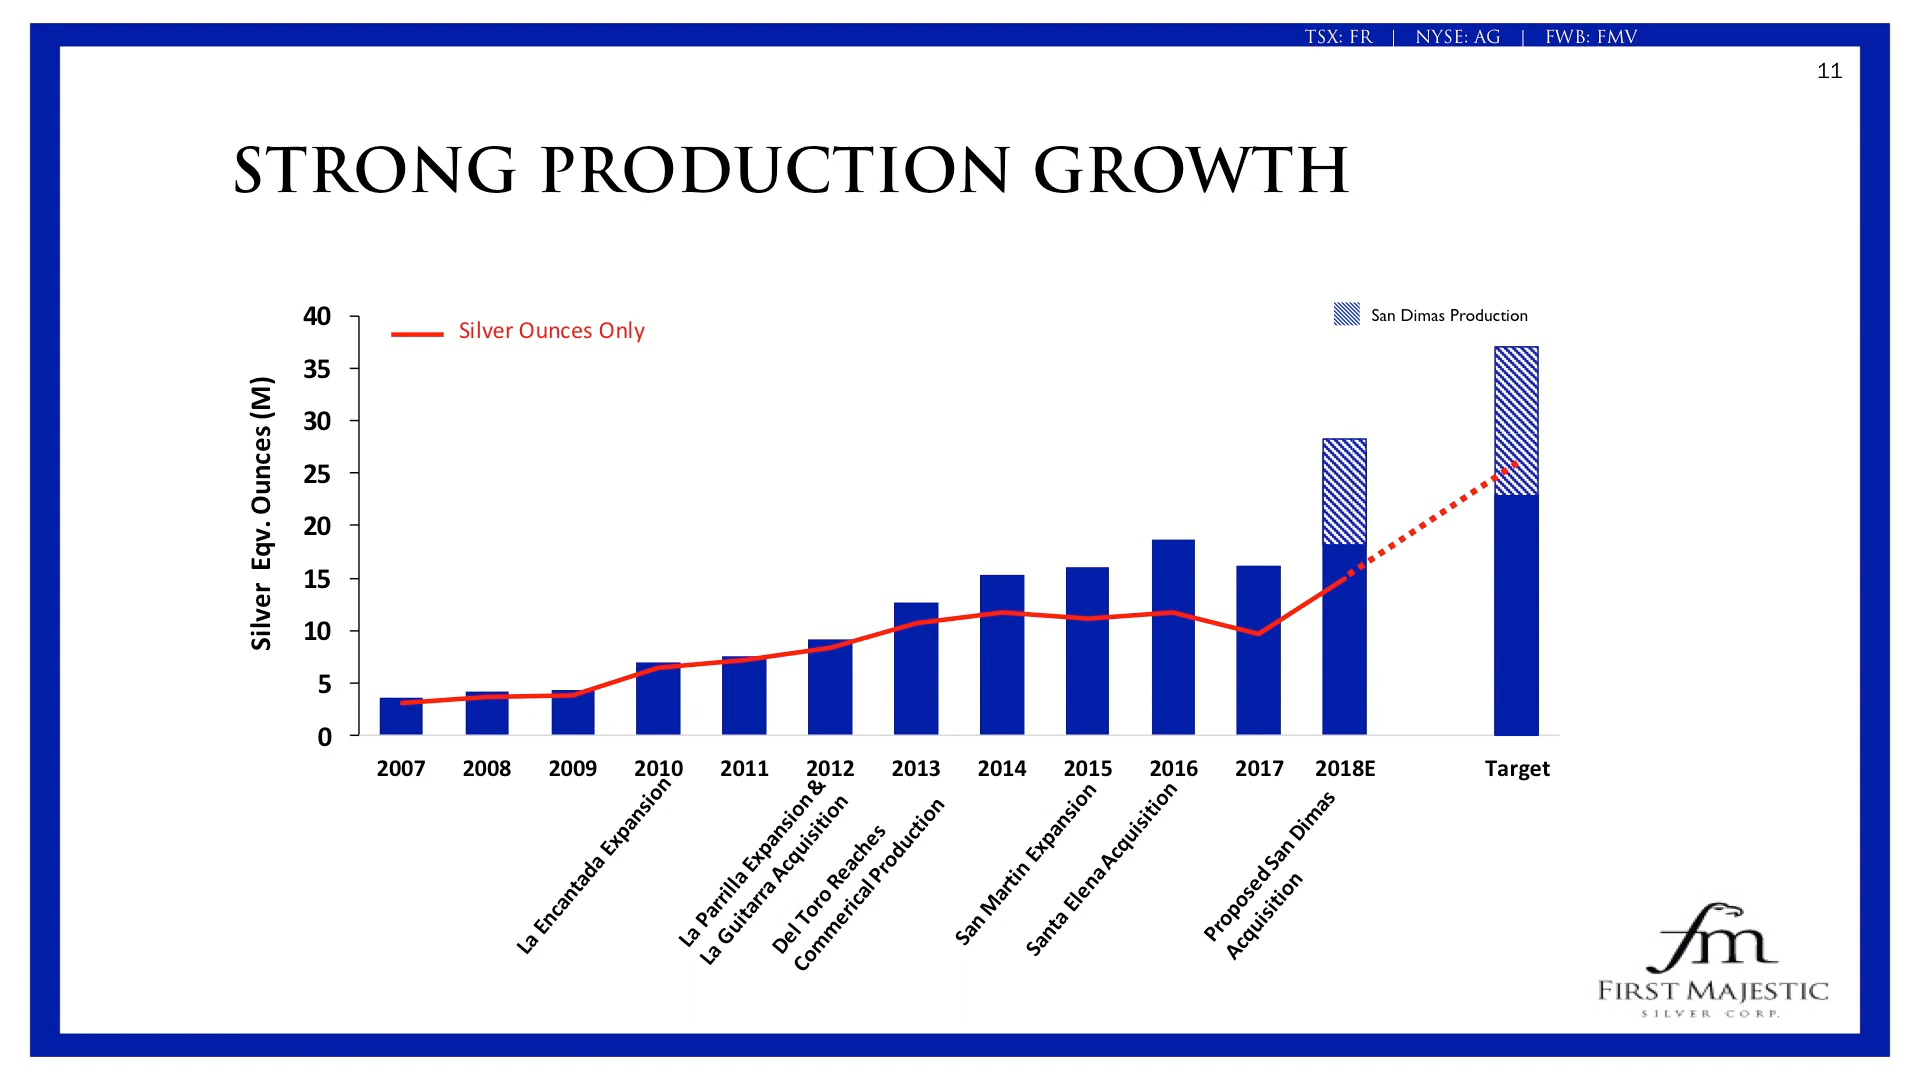 TSX: FR | NYSE: AG | FWB: FMV
11
STRONG PRODUCTION GROWTH
Silver Ounces Only
San Dimas Production
Silver Eqv. Ounces (M)
40
35
30
25
20
15
10
5
0
2007 2008 2009 2010 2011 2012 2013 2014 2015 2016 2017 2018E Target
La Encantada Expansion
La Parrilla Expansion &
La Guitarra Acquisition
Del Toro Reaches
Commerical Production
San Martin Expansion
Santa Elena Acquisition
Proposed San Dimas
Acquisition
fm
FIRST MAJESTIC
SILVER CORP.